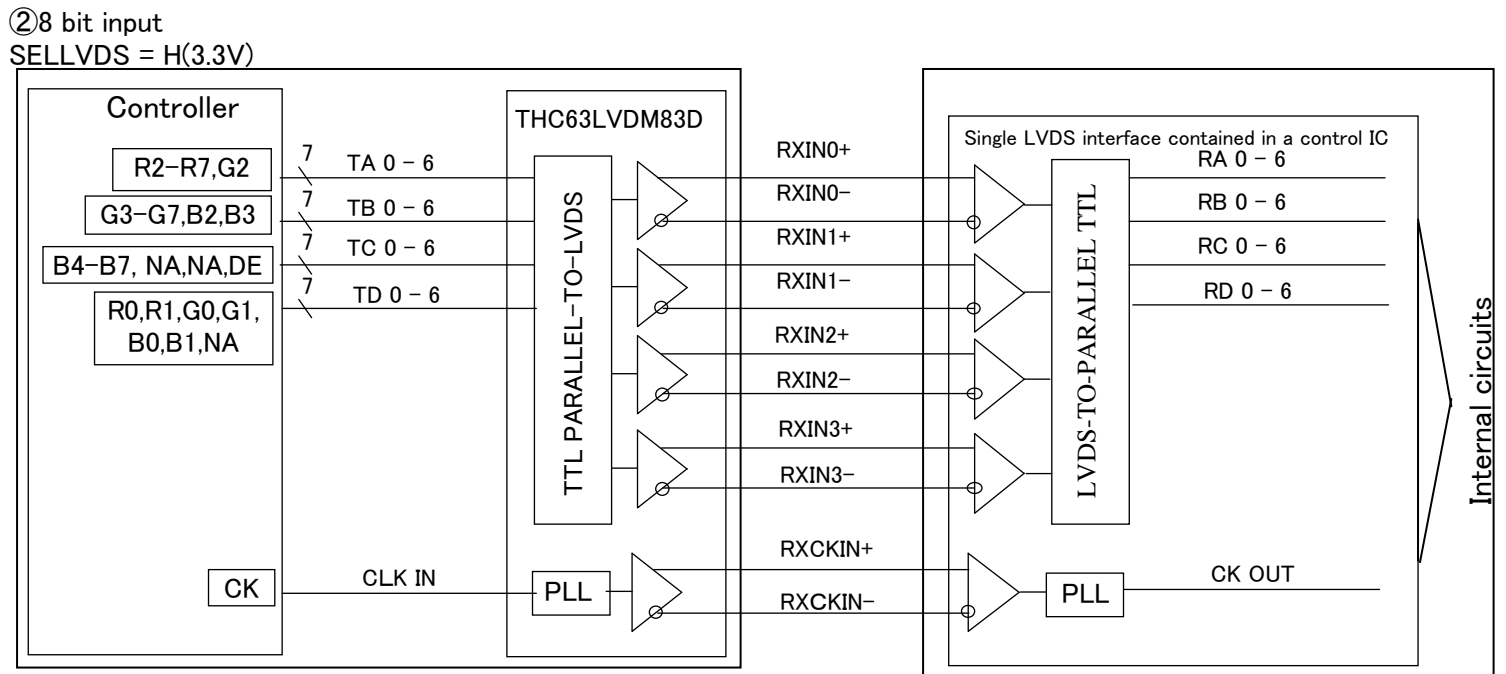 ②8 bit input
SELLVDS = H(3.3V)
Controller
R2-R7,G2
G3-G7,B2,B3
B4-B7, NA,NA,DE
R0,R1,G0,G1,
B0,B1,NA
CK
7
TA 0 - 6
7
TB 0 - 6
7
TC 0 - 6
7
TD 0 - 6
CLK IN
THC63LVDM83D
TTL PARALLEL-TO-LVDS
PLL
RXIN0+
RXIN0-
RXIN1+
RXIN1-
RXIN2+
RXIN2-
RXIN3+
RXIN3-
RXCKIN+
RXCKIN-
Single LVDS interface contained in a control IC
LVDS-TO-PARALLEL TTL
PLL
RA 0 - 6
RB 0 - 6
RC 0 - 6
RD 0 - 6
CK OUT
Internal circuits